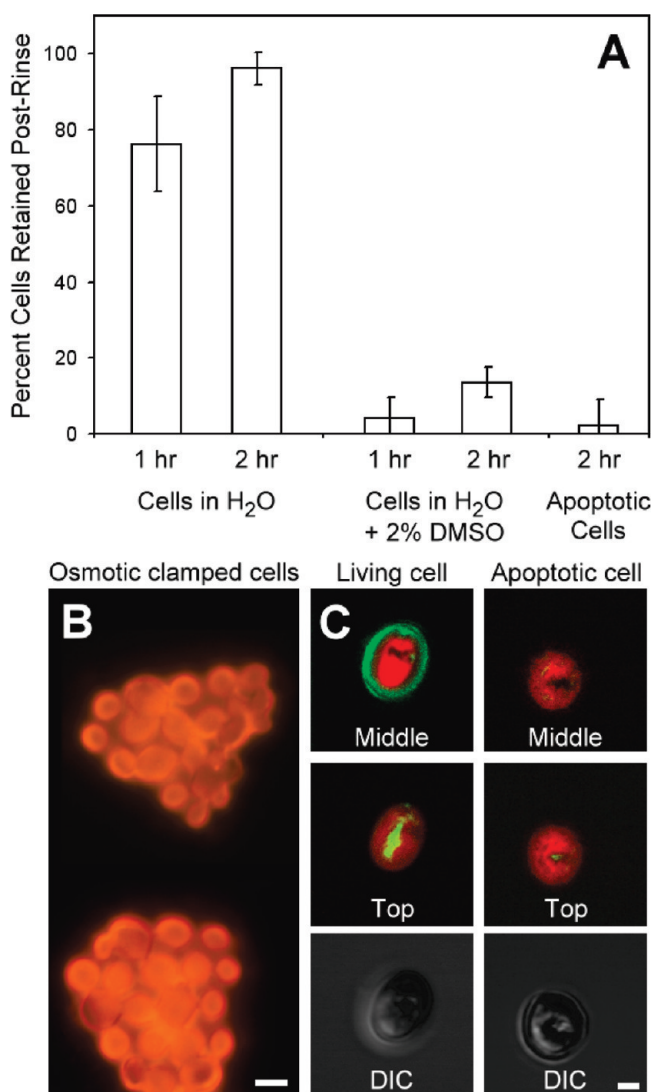 A
Percent Cells Retained Post-Rinse
100
80
60
40
20
0
1 hr 2 hr 1 hr 2 hr 2 hr
Cells in H₂O
Cells in H₂O
+ 2% DMSO
Apoptotic
Cells
Osmotic clamped cells
Living cell
Apoptotic cell
B
C
Middle
Middle
Top
Top
DIC
DIC